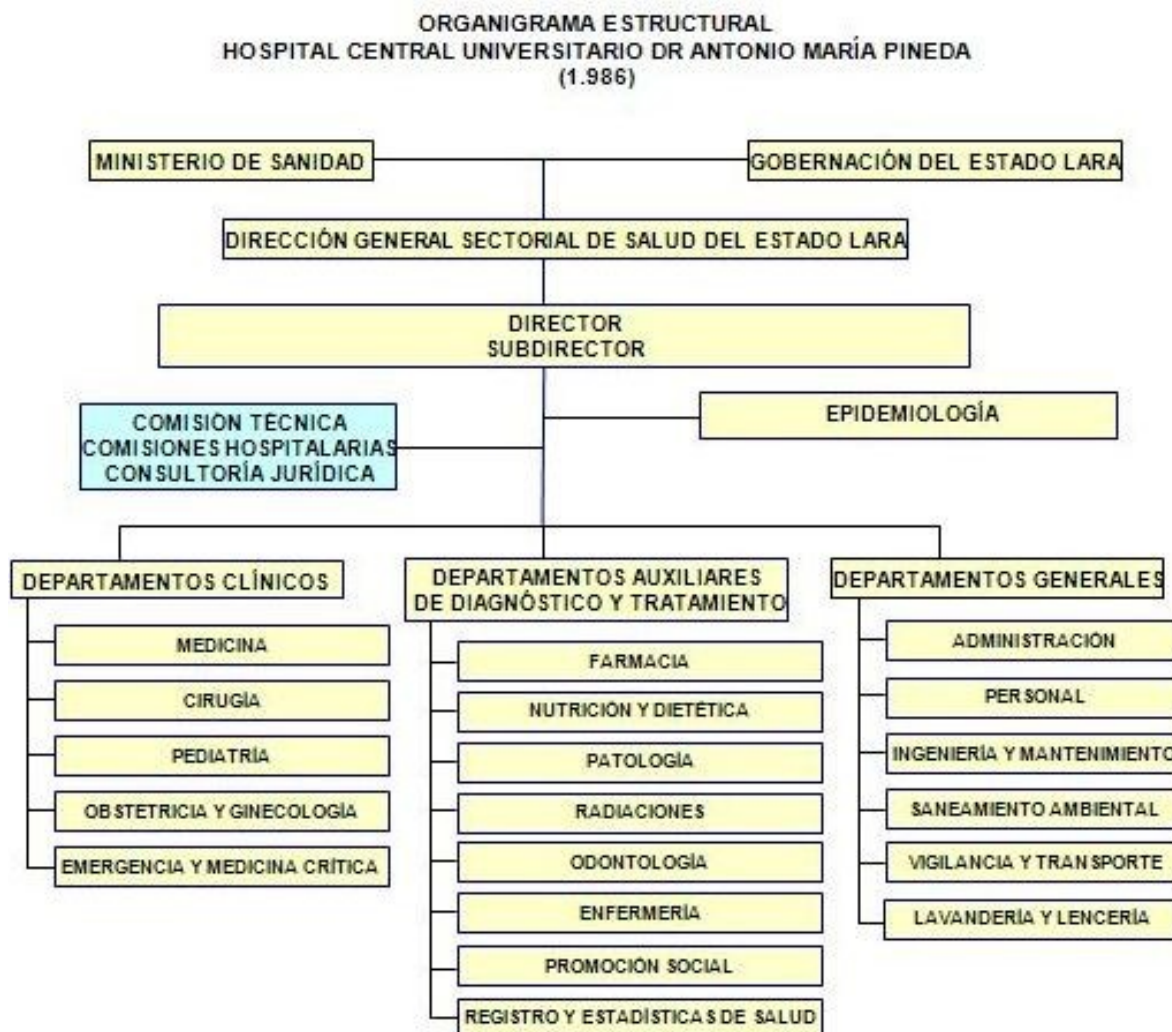 ORGANIGRAMA ESTRUCTURAL
HOSPITAL CENTRAL UNIVERSITARIO DR ANTONIO MARÍA PINEDA
(1.986)
MINISTERIO DE SANIDAD
GOBERNACIÓN DEL ESTADO LARA
DIRECCIÓN GENERAL SECTORIAL DE SALUD DEL ESTADO LARA
DIRECTOR
SUBDIRECTOR
COMISIÓN TÉCNICA
COMISIONES HOSPITALARIAS
CONSULTORÍA JURÍDICA
EPIDEMIOLOGÍA
DEPARTAMENTOS CLÍNICOS
MEDICINA
CIRUGÍA
PEDIATRÍA
OBSTETRICIA Y GINECOLOGÍA
EMERGENCIA Y MEDICINA CRÍTICA
DEPARTAMENTOS AUXILIARES
DE DIAGNÓSTICO Y TRATAMIENTO
FARMACIA
NUTRICIÓN Y DIETÉTICA
PATOLOGÍA
RADIACIONES
ODONTOLOGÍA
ENFERMERÍA
PROMOCIÓN SOCIAL
REGISTRO Y ESTADÍSTICAS DE SALUD
DEPARTAMENTOS GENERALES
ADMINISTRACIÓN
PERSONAL
INGENIERÍA Y MANTENIMIENTO
SANEAMIENTO AMBIENTAL
VIGILANCIA Y TRANSPORTE
LAVANDERÍA Y LENCERÍA